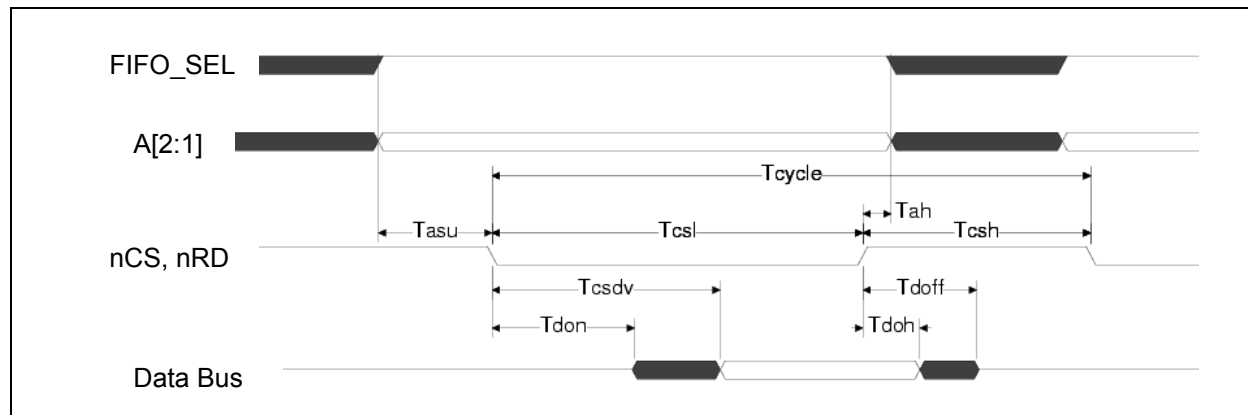 FIFO_SEL
A[2:1]
Tcycle
Tah
Tasu
Tcsl
Tcsh
nCS, nRD
Tcsdv
Tdoff
Tdon
Tdoh
Data Bus